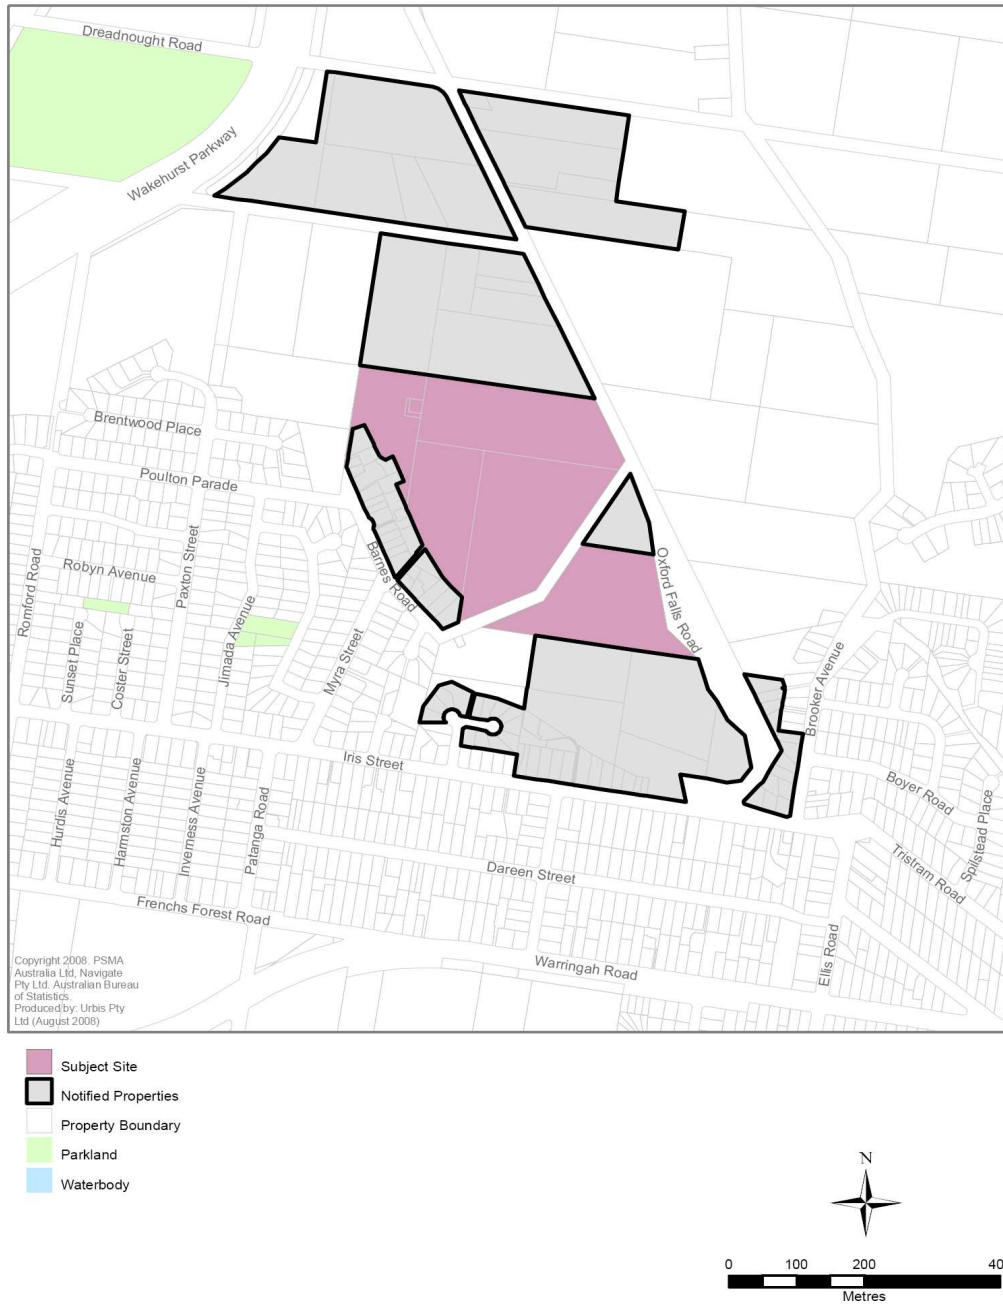 Dreadnought Road
Wakehurst Parkway
Brentwood Place
Poulton Parade
Romford Road
Robyn Avenue
Paxton Street
Barnes Road
Oxford Falls Road
Sunset Place
Coster Street
Jimada Avenue
Myra Street
Brooker Avenue
Iris Street
Hurdis Avenue
Harmston Avenue
Inverness Avenue
Patanga Road
Boyer Road
Spilstead Place
Dareen Street
Tristram Road
Frenchs Forest Road
Ellis Road
Warringah Road
Copyright 2008. PSMA
Australia Ltd, Navigate
Pty Ltd. Australian Bureau
of Statistics.
Produced by: Urbis Pty
Ltd (August 2008)
Subject Site
Notified Properties
Property Boundary
Parkland
Waterbody
N
0 100 200 40
Metres